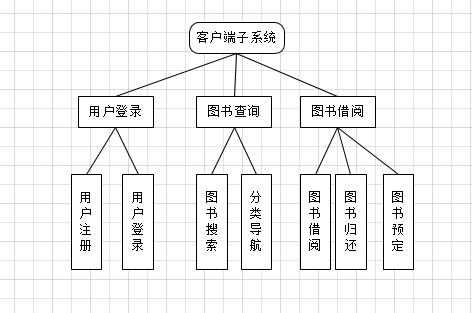 客户端子系统
用户登录
图书查询
图书借阅
用户注册
用户登录
图书搜索
分类导航
图书借阅
图书归还
图书预定